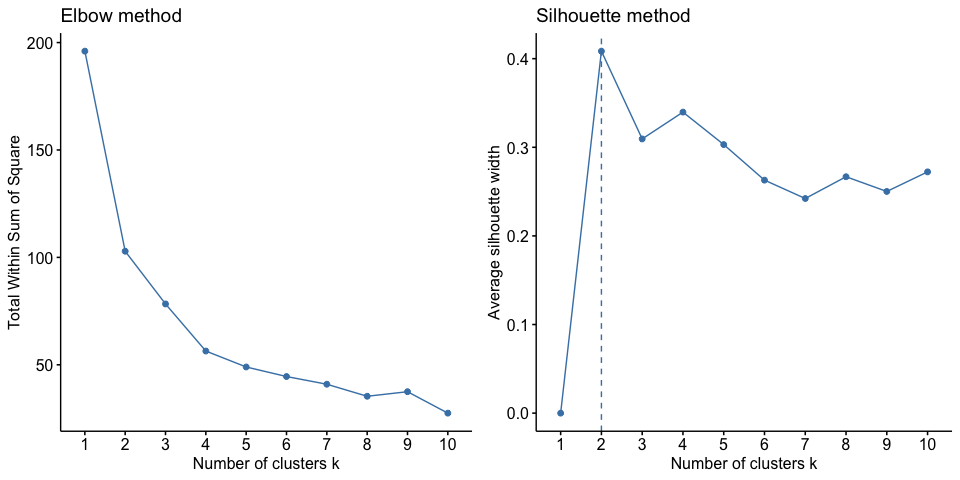 Elbow method
Total Within Sum of Square
200
150
100
50
1 2 3 4 5 6 7 8 9 10
Number of clusters k
Silhouette method
Average silhouette width
0.4
0.3
0.2
0.1
0.0
1 2 3 4 5 6 7 8 9 10
Number of clusters k